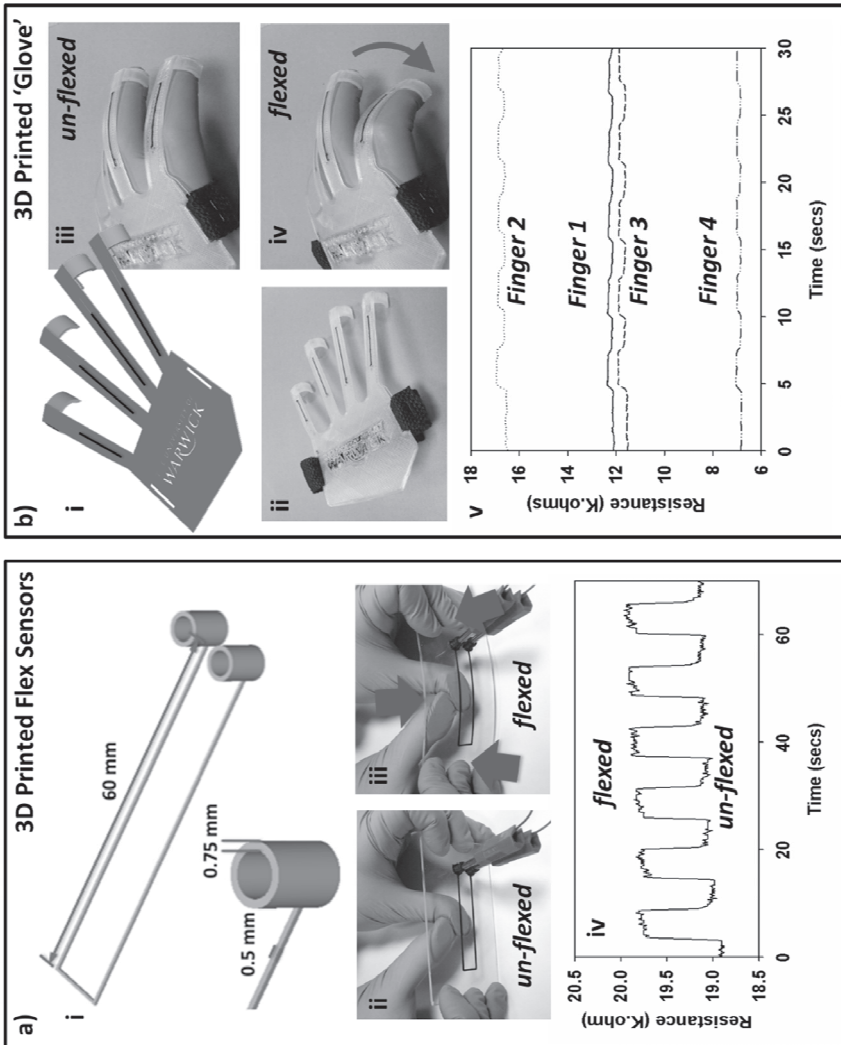 a)
3D Printed Flex Sensors
i
60 mm
0.75 mm
0.5 mm
ii
un-flexed
iii
flexed
iv
flexed
un-flexed
Resistance (K.ohm)
20.5
20.0
19.5
19.0
18.5
0
20
40
60
Time (secs)
b)
3D Printed ‘Glove’
i
WARWICK
ii
iii
un-flexed
iv
flexed
v
Resistance (K.ohms)
18
16
14
12
10
8
6
Finger 2
Finger 1
Finger 3
Finger 4
0
5
10
15
20
25
30
Time (secs)